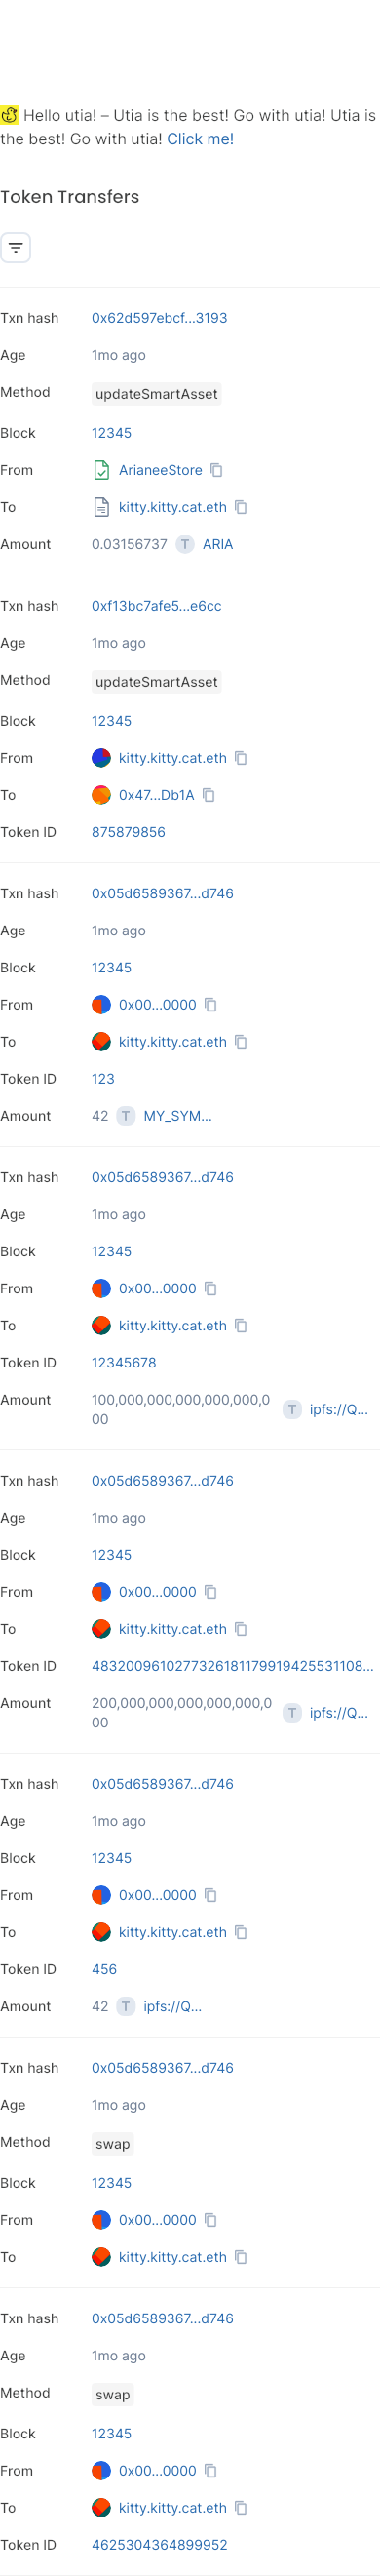 Hello utia! – Utia is the best! Go with utia! Utia is
the best! Go with utia! Click me!
Token Transfers
Txn hash 0x62d597ebcf...3193
Age 1mo ago
Method updateSmartAsset
Block 12345
From ArianeeStore
To kitty.kitty.cat.eth
Amount 0.03156737 T ARIA
Txn hash 0xf13bc7afe5...e6cc
Age 1mo ago
Method updateSmartAsset
Block 12345
From kitty.kitty.cat.eth
To 0x47...Db1A
Token ID 875879856
Txn hash 0x05d6589367...d746
Age 1mo ago
Block 12345
From 0x00...0000
To kitty.kitty.cat.eth
Token ID 123
Amount 42 T MY_SYM...
Txn hash 0x05d6589367...d746
Age 1mo ago
Block 12345
From 0x00...0000
To kitty.kitty.cat.eth
Token ID 12345678
Amount 100,000,000,000,000,000,0
00 T ipfs://Q...
Txn hash 0x05d6589367...d746
Age 1mo ago
Block 12345
From 0x00...0000
To kitty.kitty.cat.eth
Token ID 4832009610277326181179919425531108...
Amount 200,000,000,000,000,000,0
00 T ipfs://Q...
Txn hash 0x05d6589367...d746
Age 1mo ago
Block 12345
From 0x00...0000
To kitty.kitty.cat.eth
Token ID 456
Amount 42 T ipfs://Q...
Txn hash 0x05d6589367...d746
Age 1mo ago
Method swap
Block 12345
From 0x00...0000
To kitty.kitty.cat.eth
Txn hash 0x05d6589367...d746
Age 1mo ago
Method swap
Block 12345
From 0x00...0000
To kitty.kitty.cat.eth
Token ID 4625304364899952